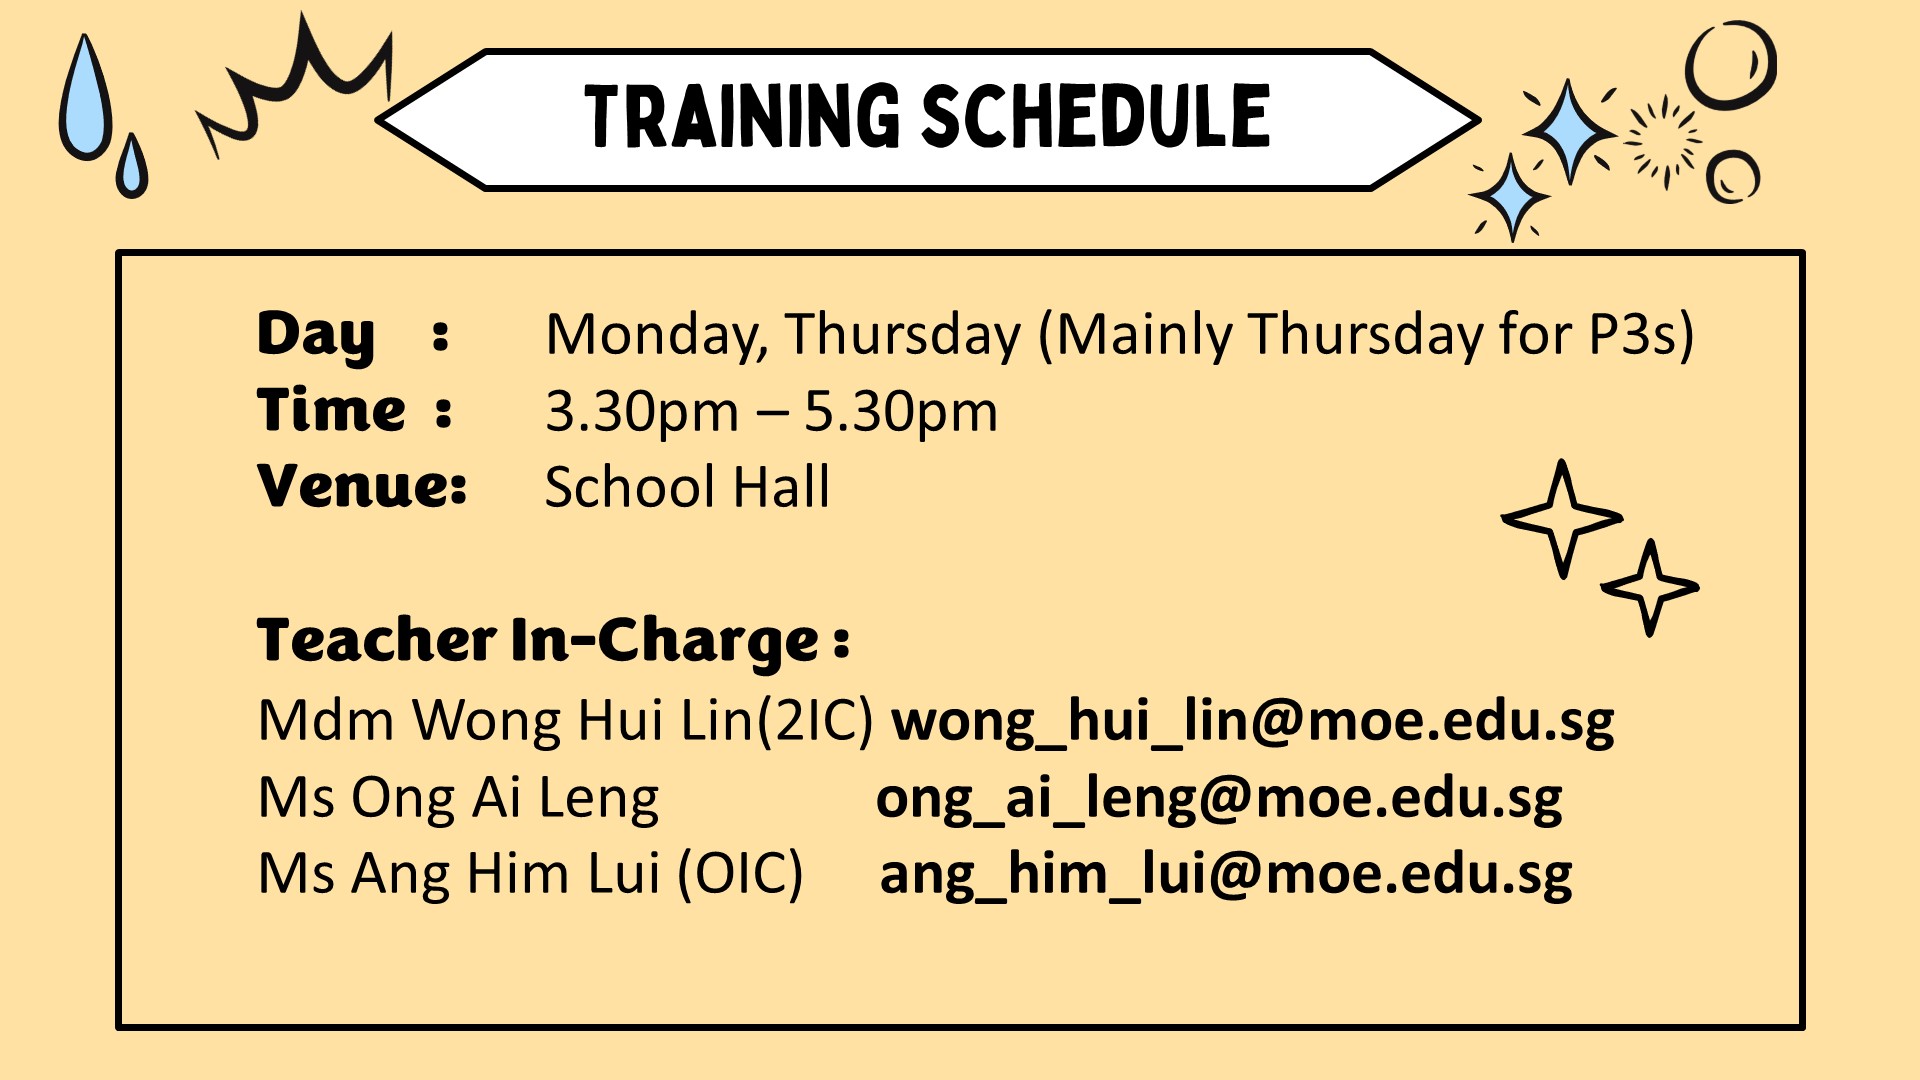 TRAINING SCHEDULE
Day : Monday, Thursday (Mainly Thursday for P3s)
Time : 3.30pm – 5.30pm
Venue: School Hall
Teacher In-Charge :
Mdm Wong Hui Lin(2IC) wong_hui_lin@moe.edu.sg
Ms Ong Ai Leng ong_ai_leng@moe.edu.sg
Ms Ang Him Lui (OIC) ang_him_lui@moe.edu.sg